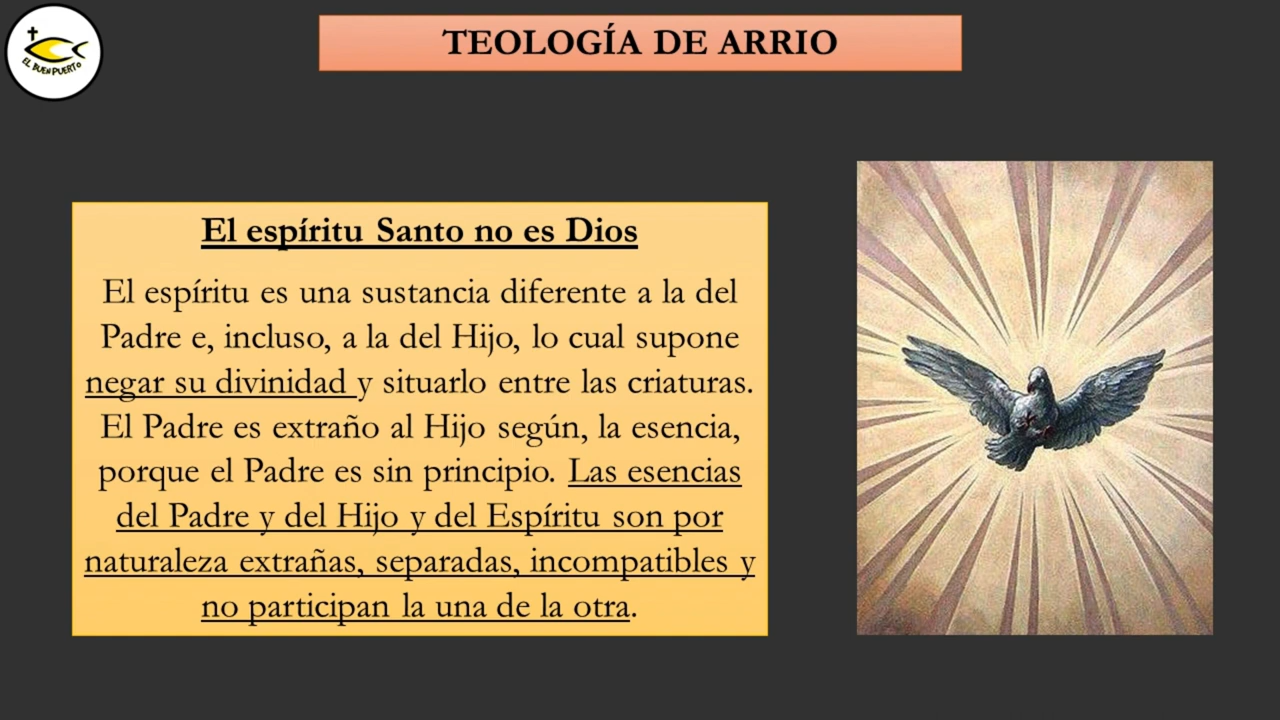 EL BUEN PUERTO
TEOLOGÍA DE ARRIO
El espíritu Santo no es Dios
El espíritu es una sustancia diferente a la del
Padre e, incluso, a la del Hijo, lo cual supone
negar su divinidad y situarlo entre las criaturas.
El Padre es extraño al Hijo según, la esencia,
porque el Padre es sin principio. Las esencias
del Padre y del Hijo y del Espíritu son por
naturaleza extrañas, separadas, incompatibles y
no participan la una de la otra.